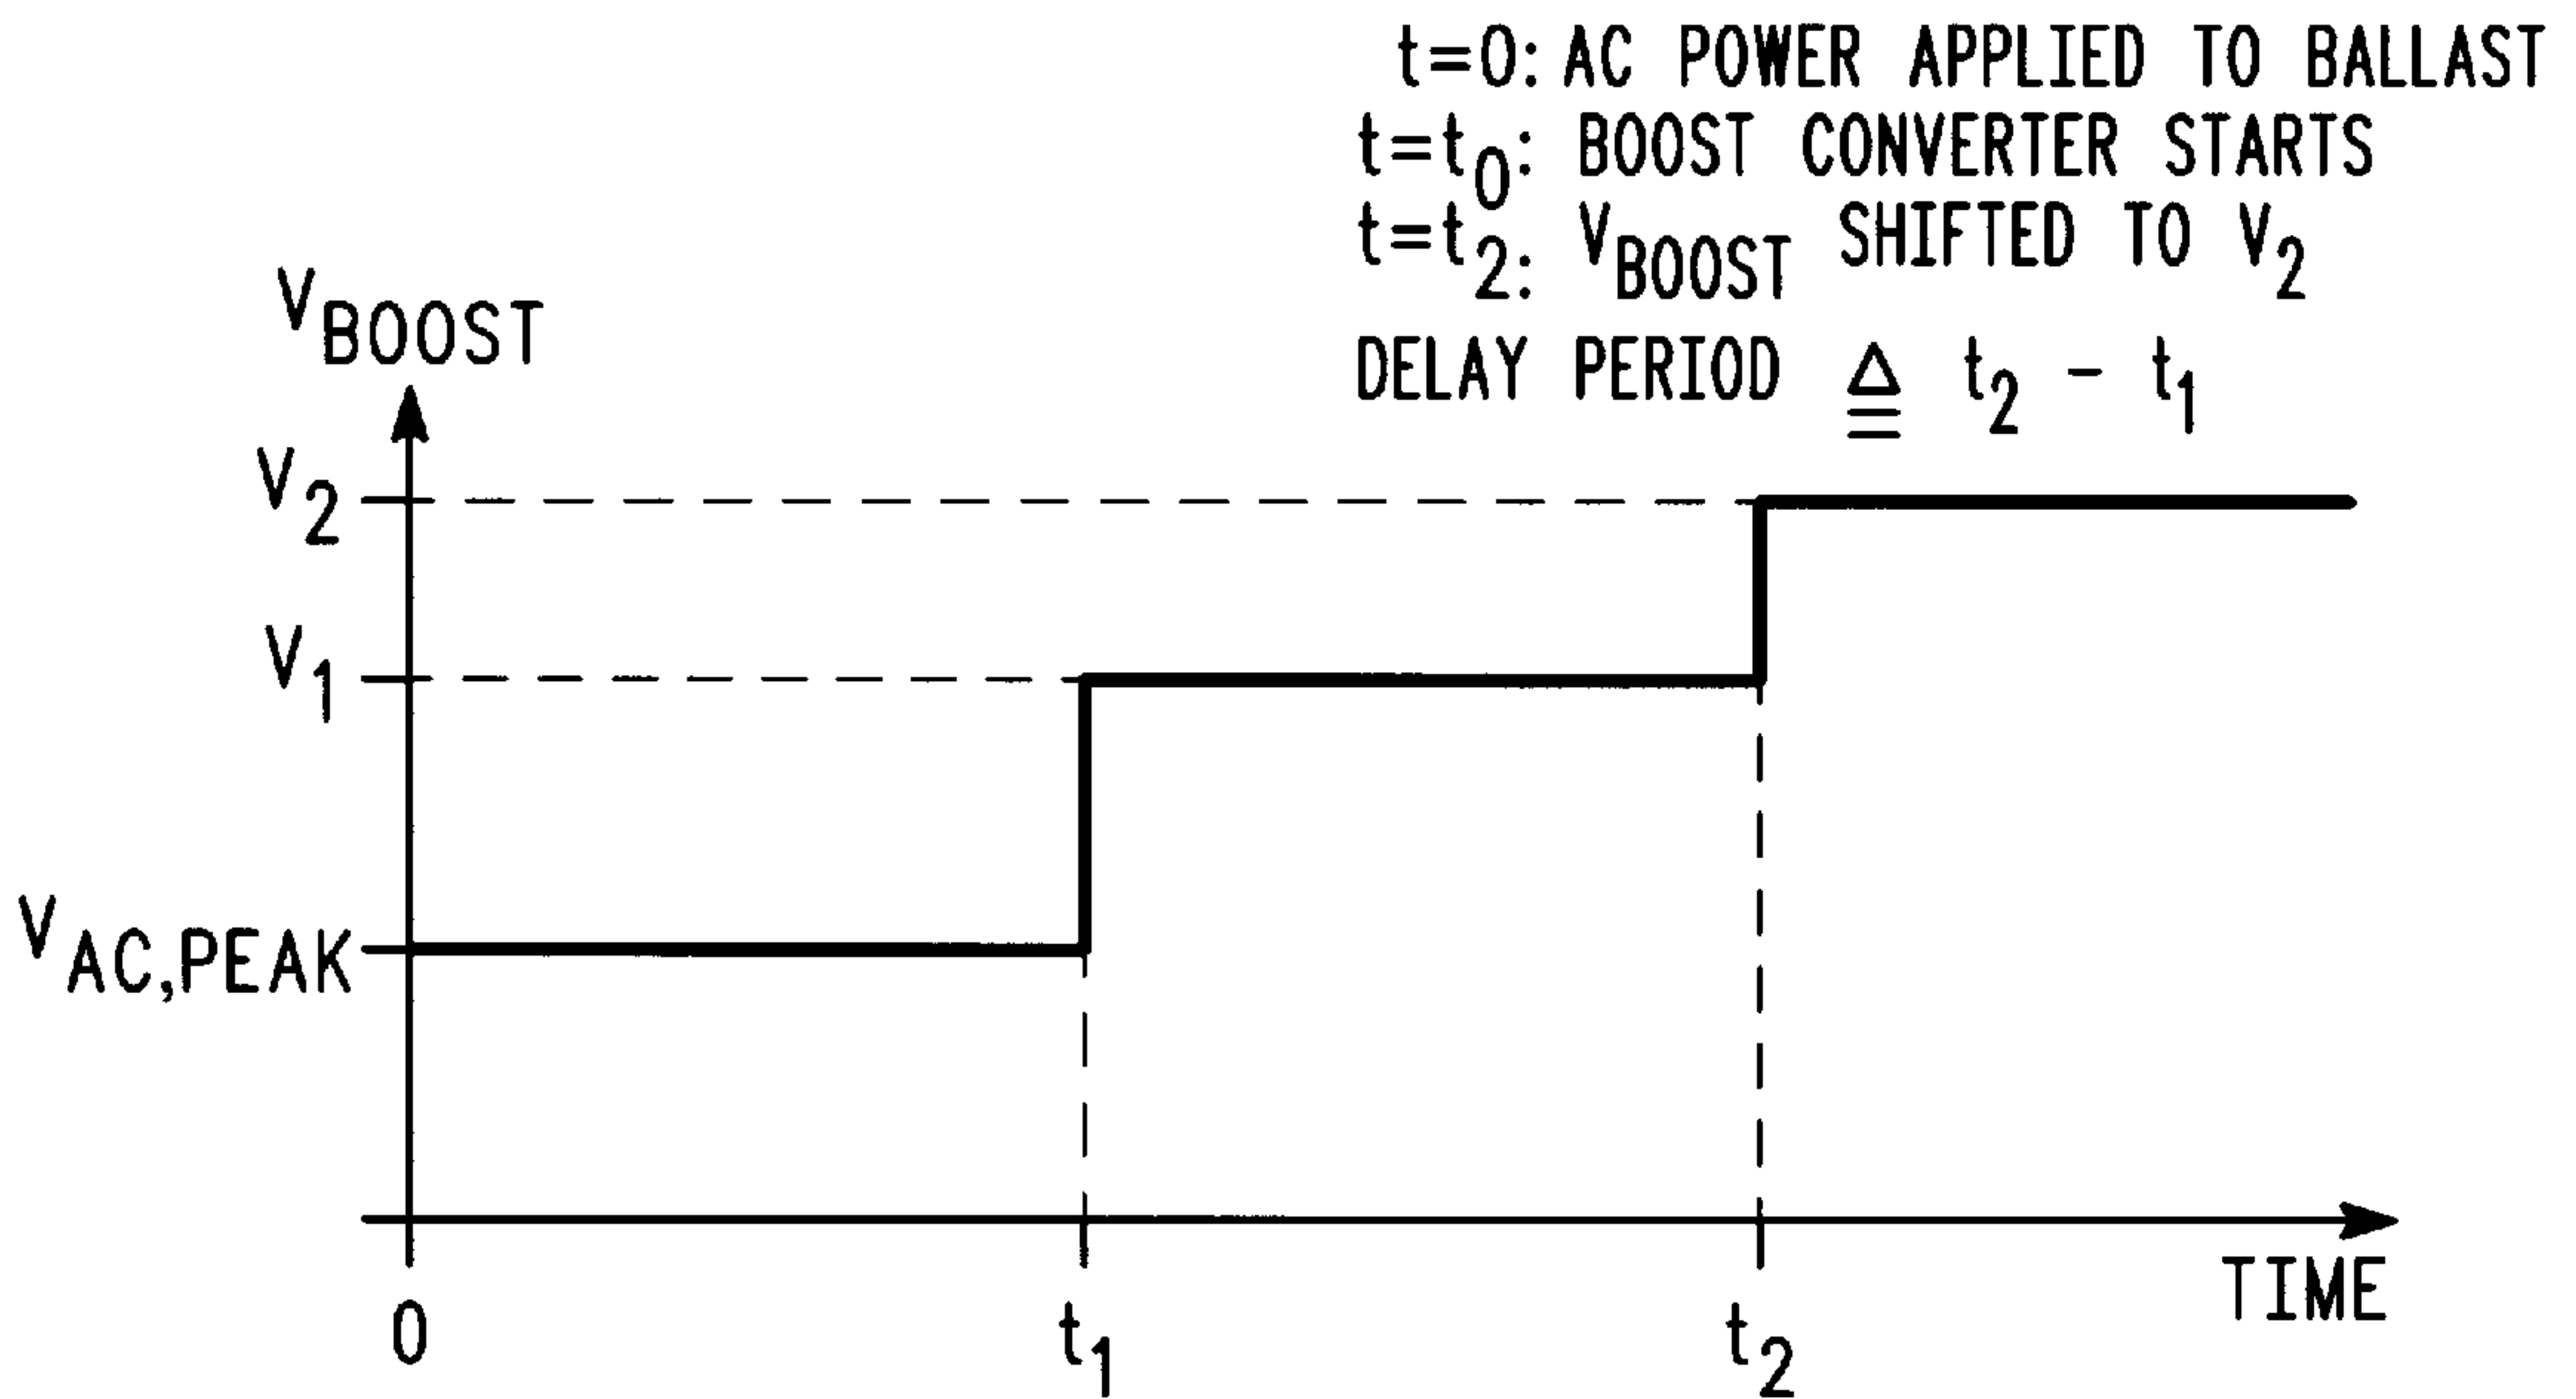 t=0: AC POWER APPLIED TO BALLAST
t=t0: BOOST CONVERTER STARTS
t=t2: VBOOST SHIFTED TO V2
DELAY PERIOD ≜ t2 - t1
VBOOST
V2
V1
VAC,PEAK
0
t1
t2
TIME